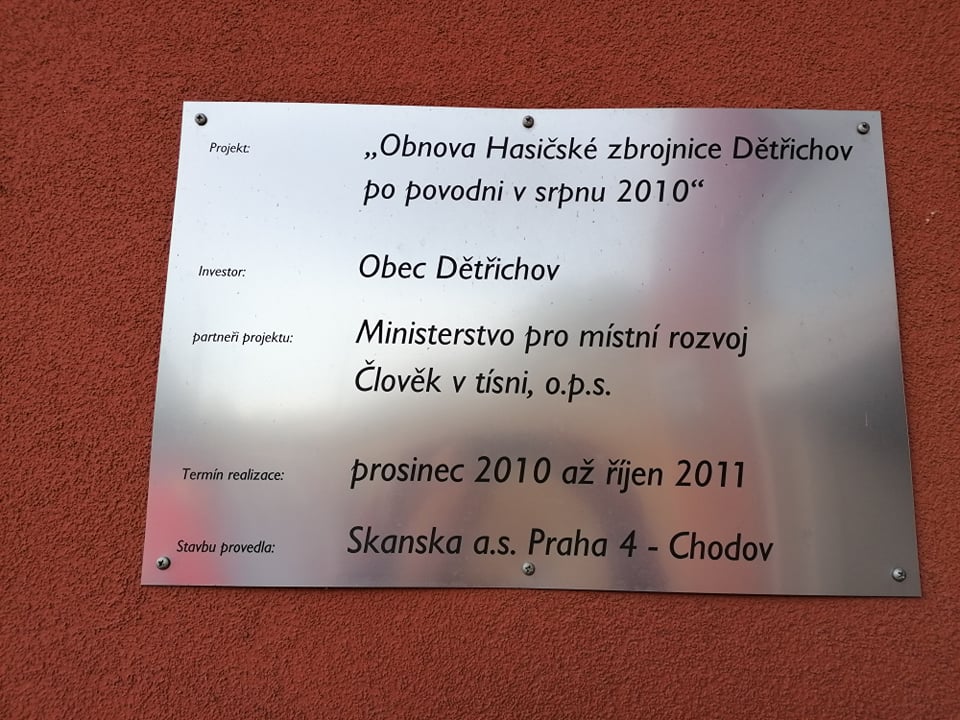 Projekt: „Obnova Hasičské zbrojnice Dětřichov
po povodni v srpnu 2010“
Investor: Obec Dětřichov
partneři projektu: Ministerstvo pro místní rozvoj
Člověk v tísni, o.p.s.
Termín realizace: prosinec 2010 až říjen 2011
Stavbu provedla: Skanska a.s. Praha 4 - Chodov